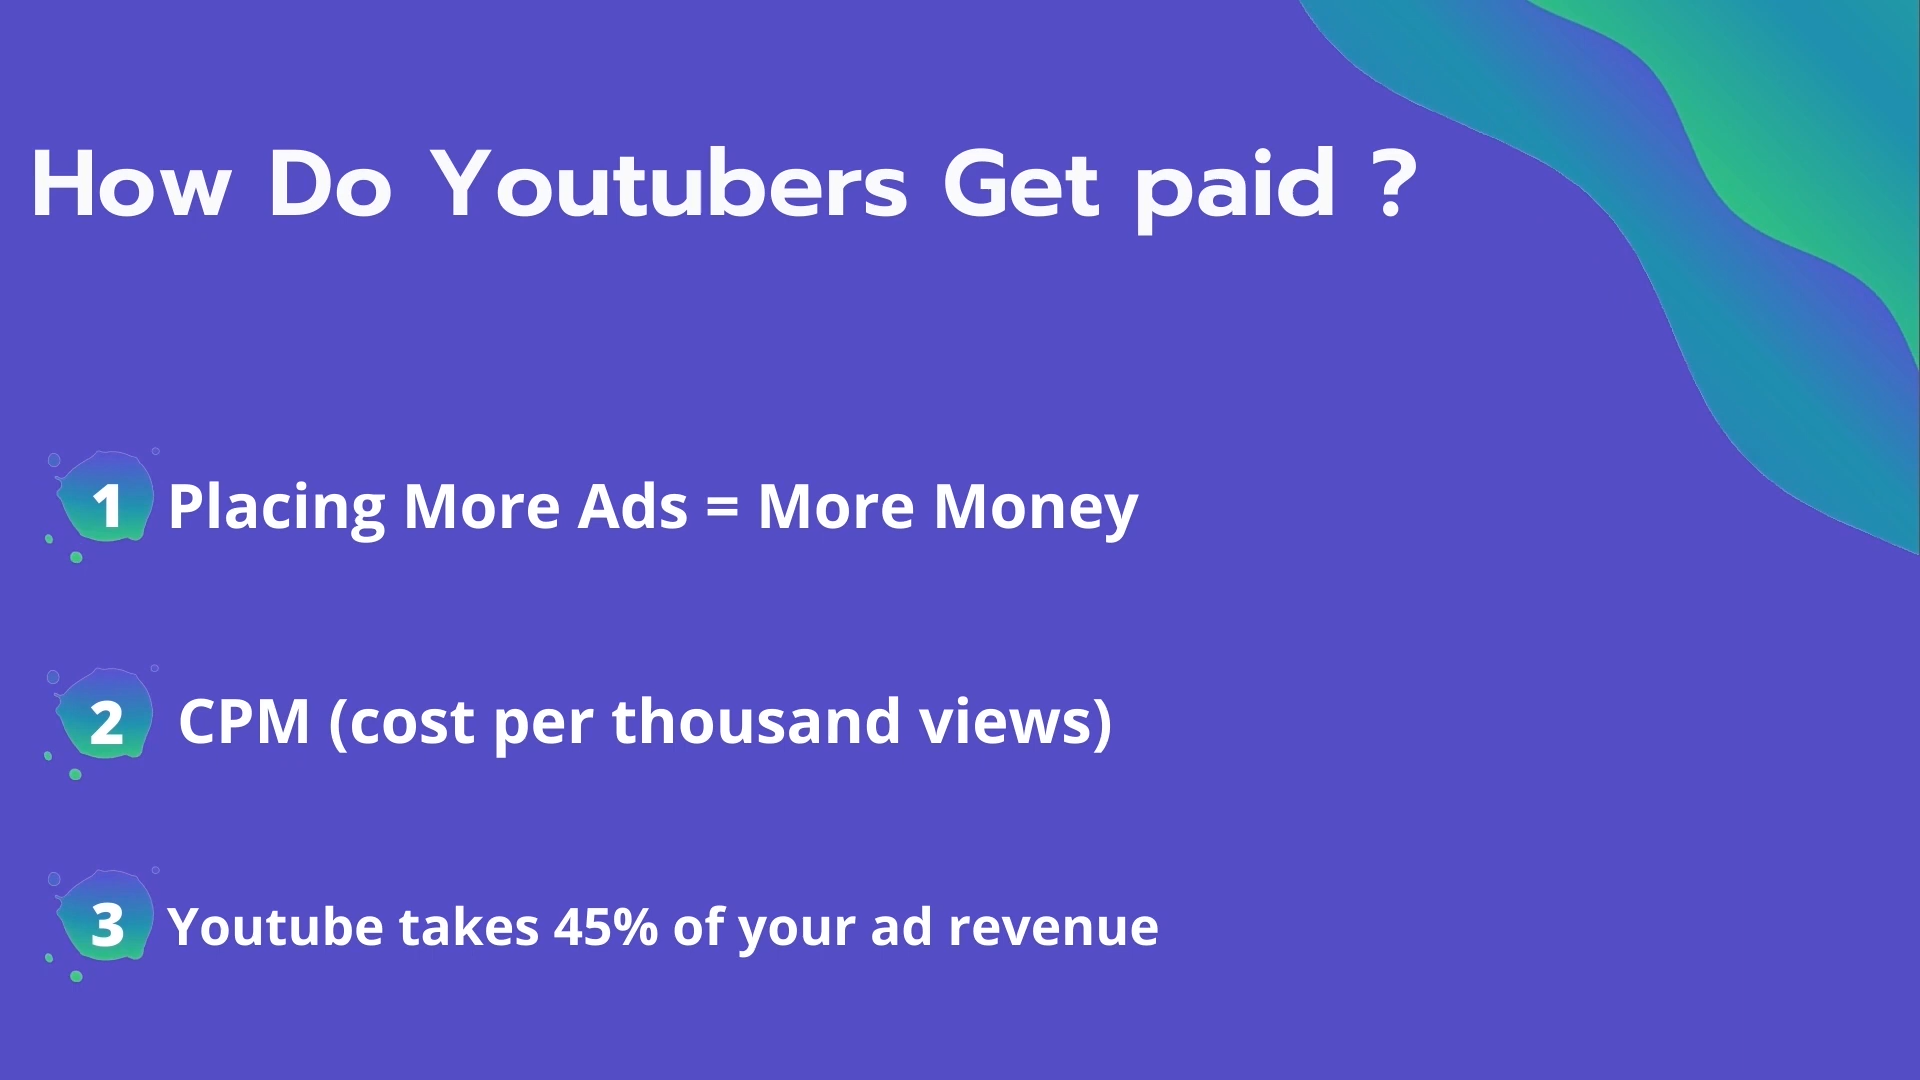 How Do Youtubers Get paid ?
1 Placing More Ads = More Money
2 CPM (cost per thousand views)
3 Youtube takes 45% of your ad revenue